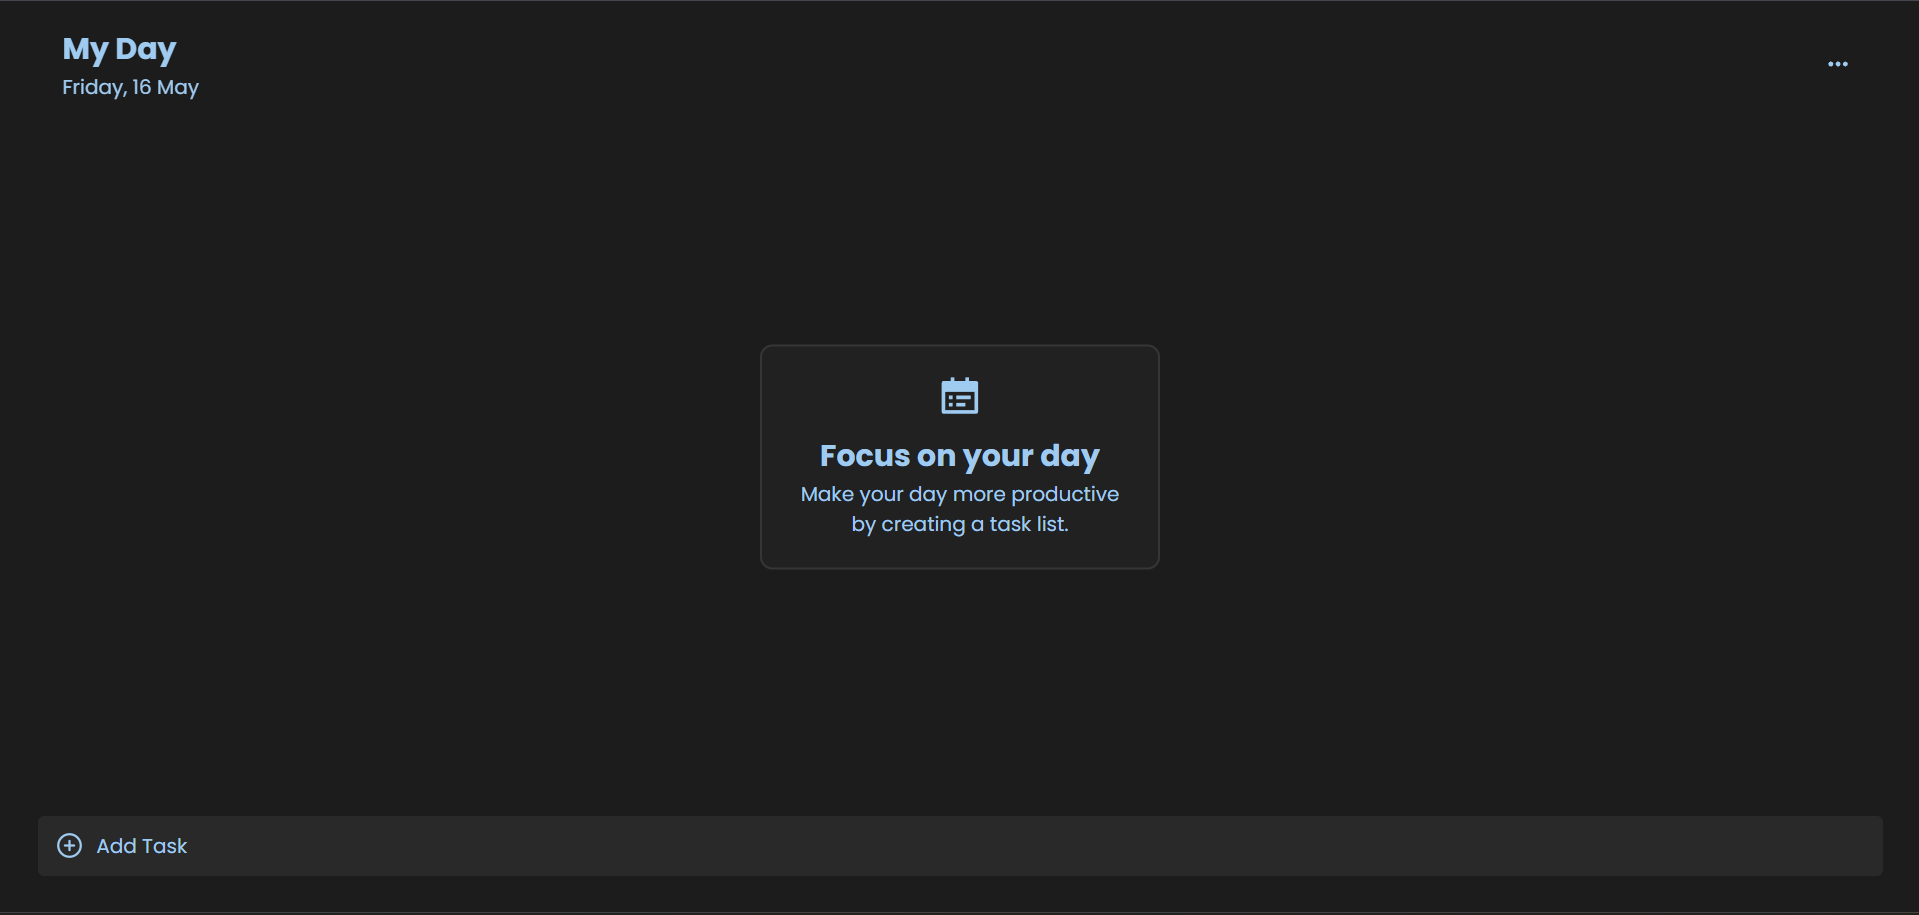 My Day
Friday, 16 May
Focus on your day
Make your day more productive
by creating a task list.
Add Task